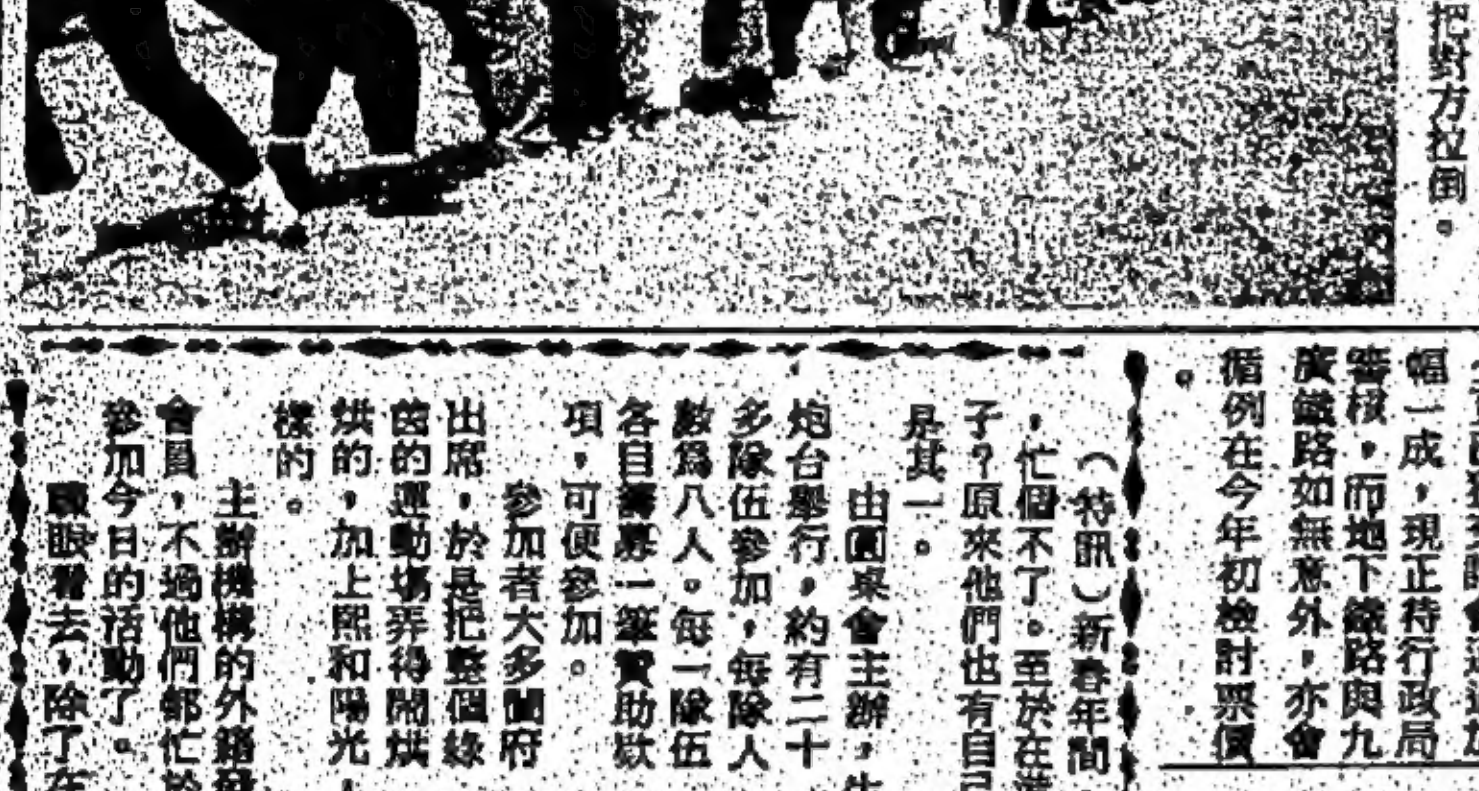 把對方拉倒。
幅一成，現正待行政局
審核，而地下鐵路與九
廣鐵路如無意外，亦會
循例在今年初檢討票價
。
（特訊）新春年間
，忙個不了。至於在
子？原來他們也有自己
是其一。
由圓桌會主辦，
炮台舉行，約有二十
多隊伍參加，每隊人
數為八人。每一隊伍
各自籌募一筆贊助款
項，可便參加。
參加者大多闔府
出席，於是把整個綠
茵的運動場弄得鬧烘
烘的，加上熙和陽光，
樣的。
主辦機構的外籍
會員，不過他們都忙於
參加今日的活動了。
眼看去，除了在